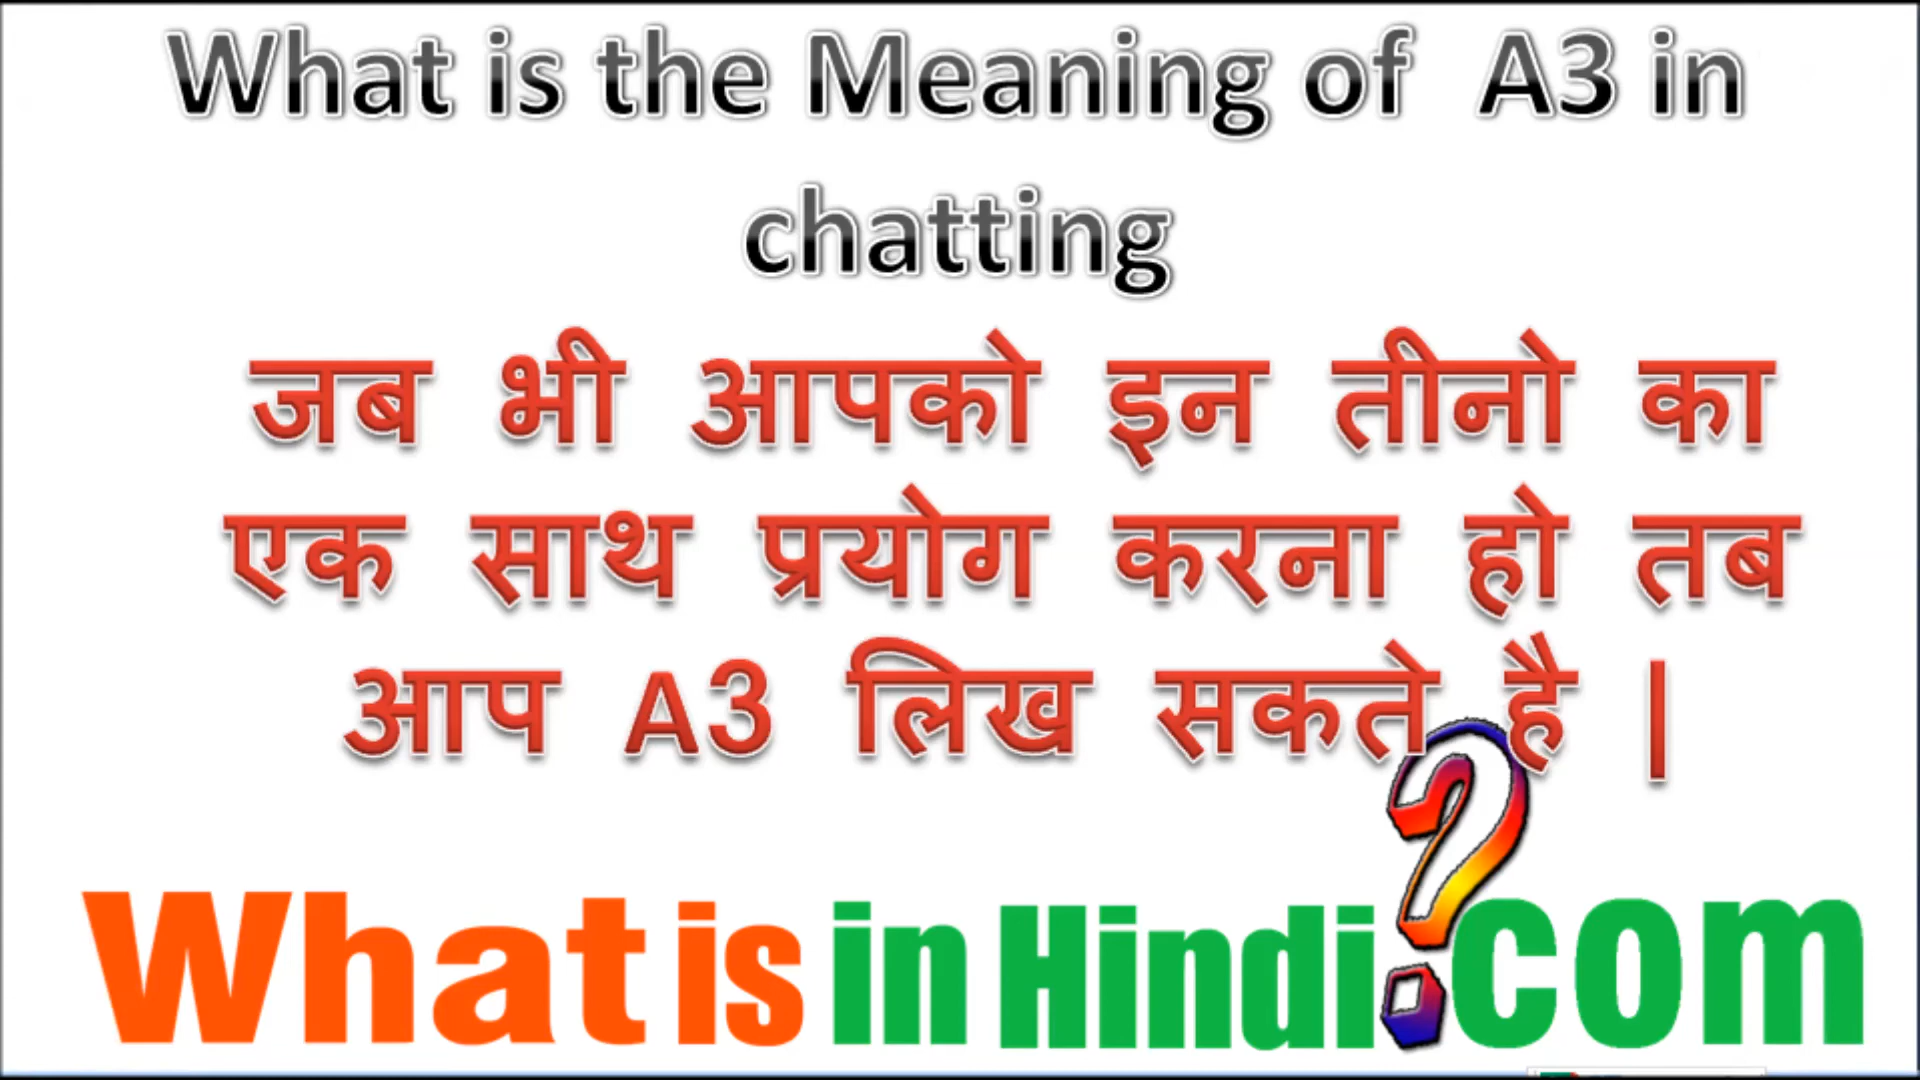 What is the Meaning of A3 in
chatting
जब भी आपको इन तीनो का
एक साथ प्रयोग करना हो तब
आप A3 लिख सकते है |
What is in Hindi.com